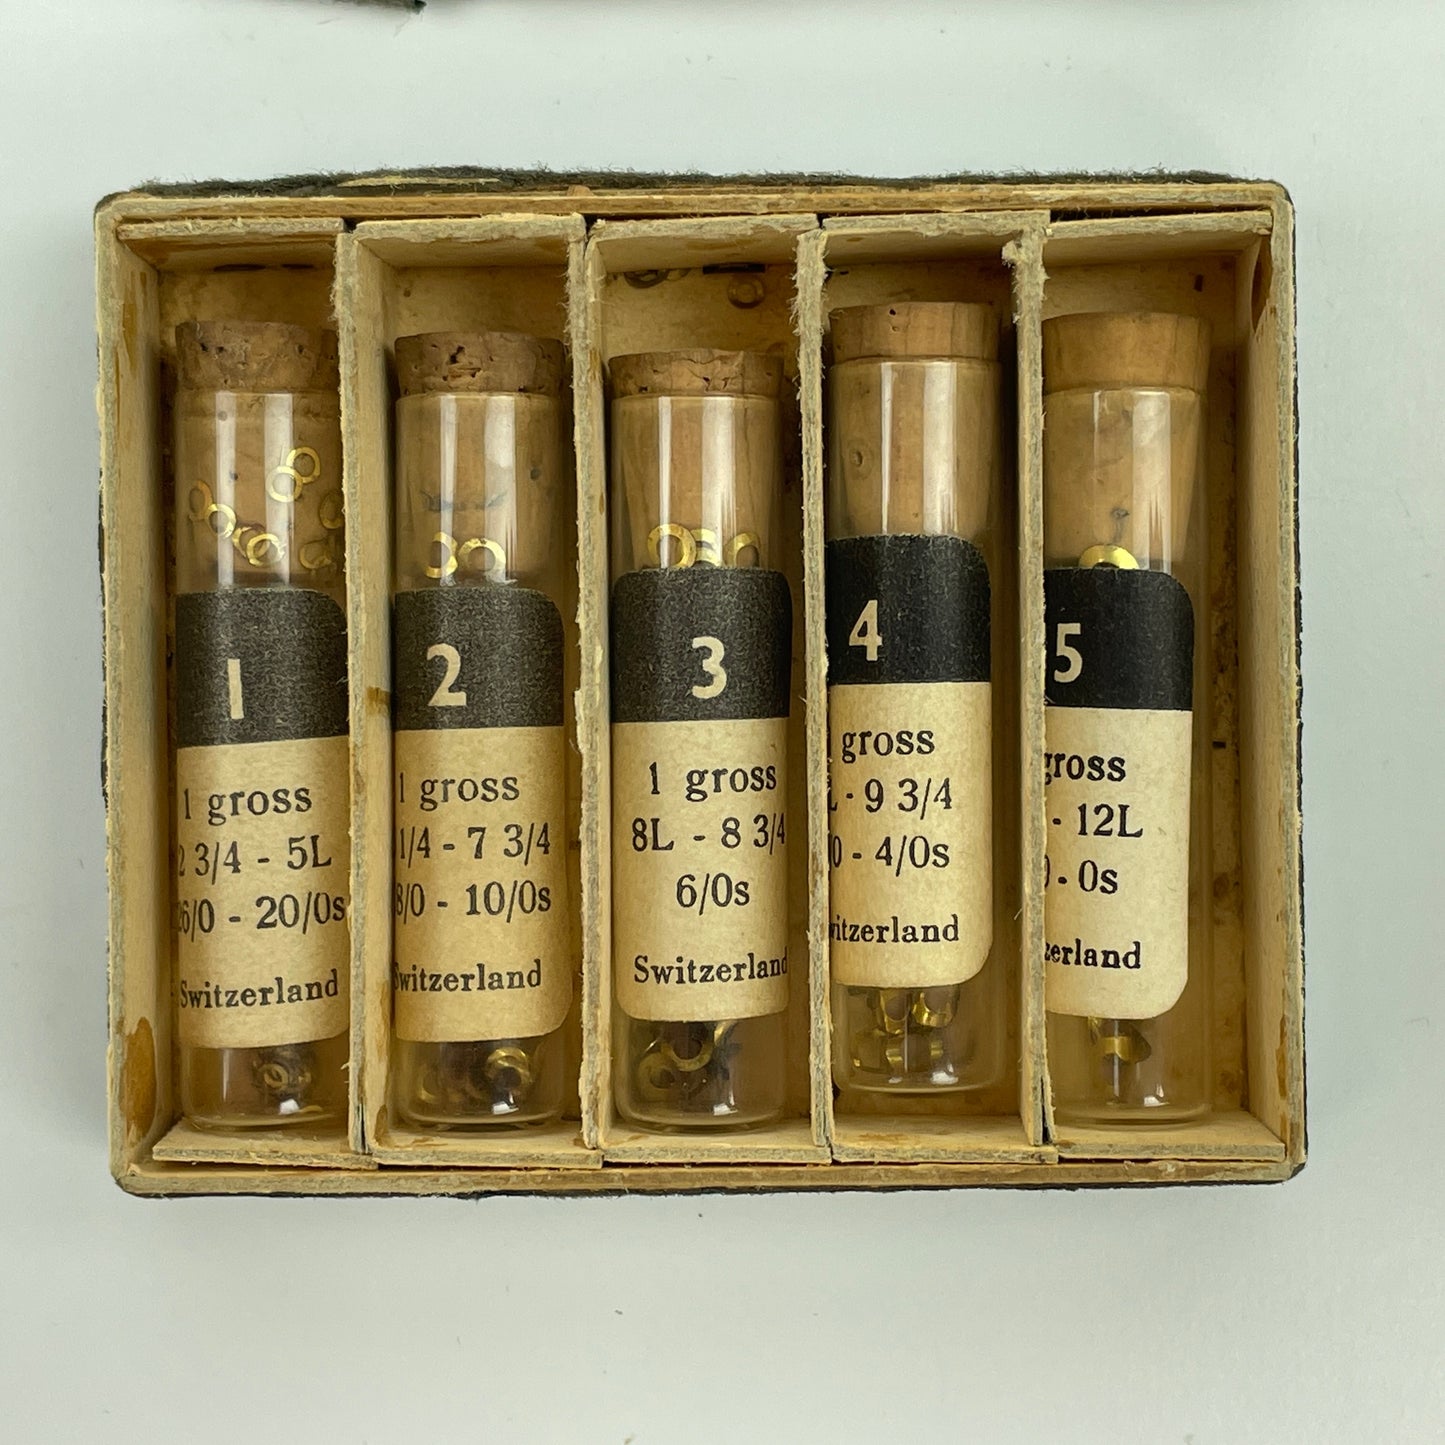 1
1 gross
2 3/4 - 5L
26/0 - 20/0s
Switzerland
2
1 gross
1/4 - 7 3/4
8/0 - 10/0s
Switzerland
3
1 gross
8L - 8 3/4
6/0s
Switzerland
4
gross
L - 9 3/4
0 - 4/0s
witzerland
5
gross
- 12L
- 0s
zerland